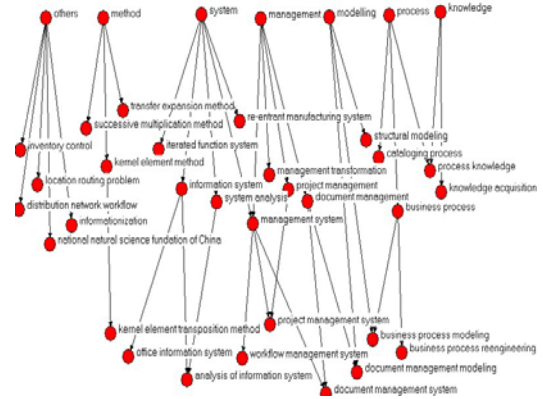 others
method
system
management
modelling
process
knowledge
transfer expansion method
re-entrant manufacturing system
successive multiplication method
structural modeling
inventory control
iterated function system
cataloging process
kernel element method
management transformation
process knowledge
location routing problem
information system
project management
knowledge acquisition
system analysis
document management
distribution network workflow
business process
informationization
management system
national natural science fundation of China
project management system
kernel element transposition method
business process modeling
office information system
workflow management system
business process reengineering
analysis of information system
document management modeling
document management system